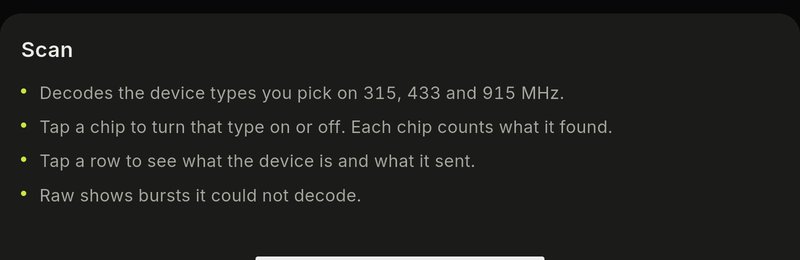 Scan
Decodes the device types you pick on 315, 433 and 915 MHz.
Tap a chip to turn that type on or off. Each chip counts what it found.
Tap a row to see what the device is and what it sent.
Raw shows bursts it could not decode.